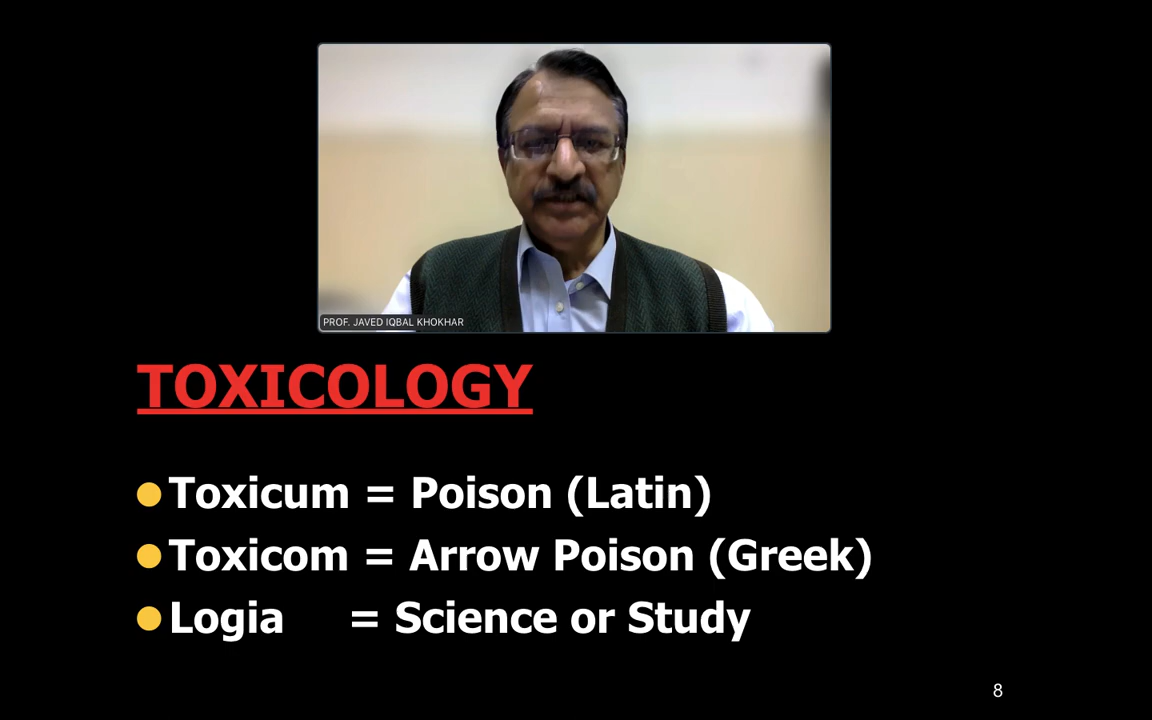 PROF. JAVED IQBAL KHOKHAR
TOXICOLOGY
Toxicum = Poison (Latin)
Toxicom = Arrow Poison (Greek)
Logia = Science or Study
8